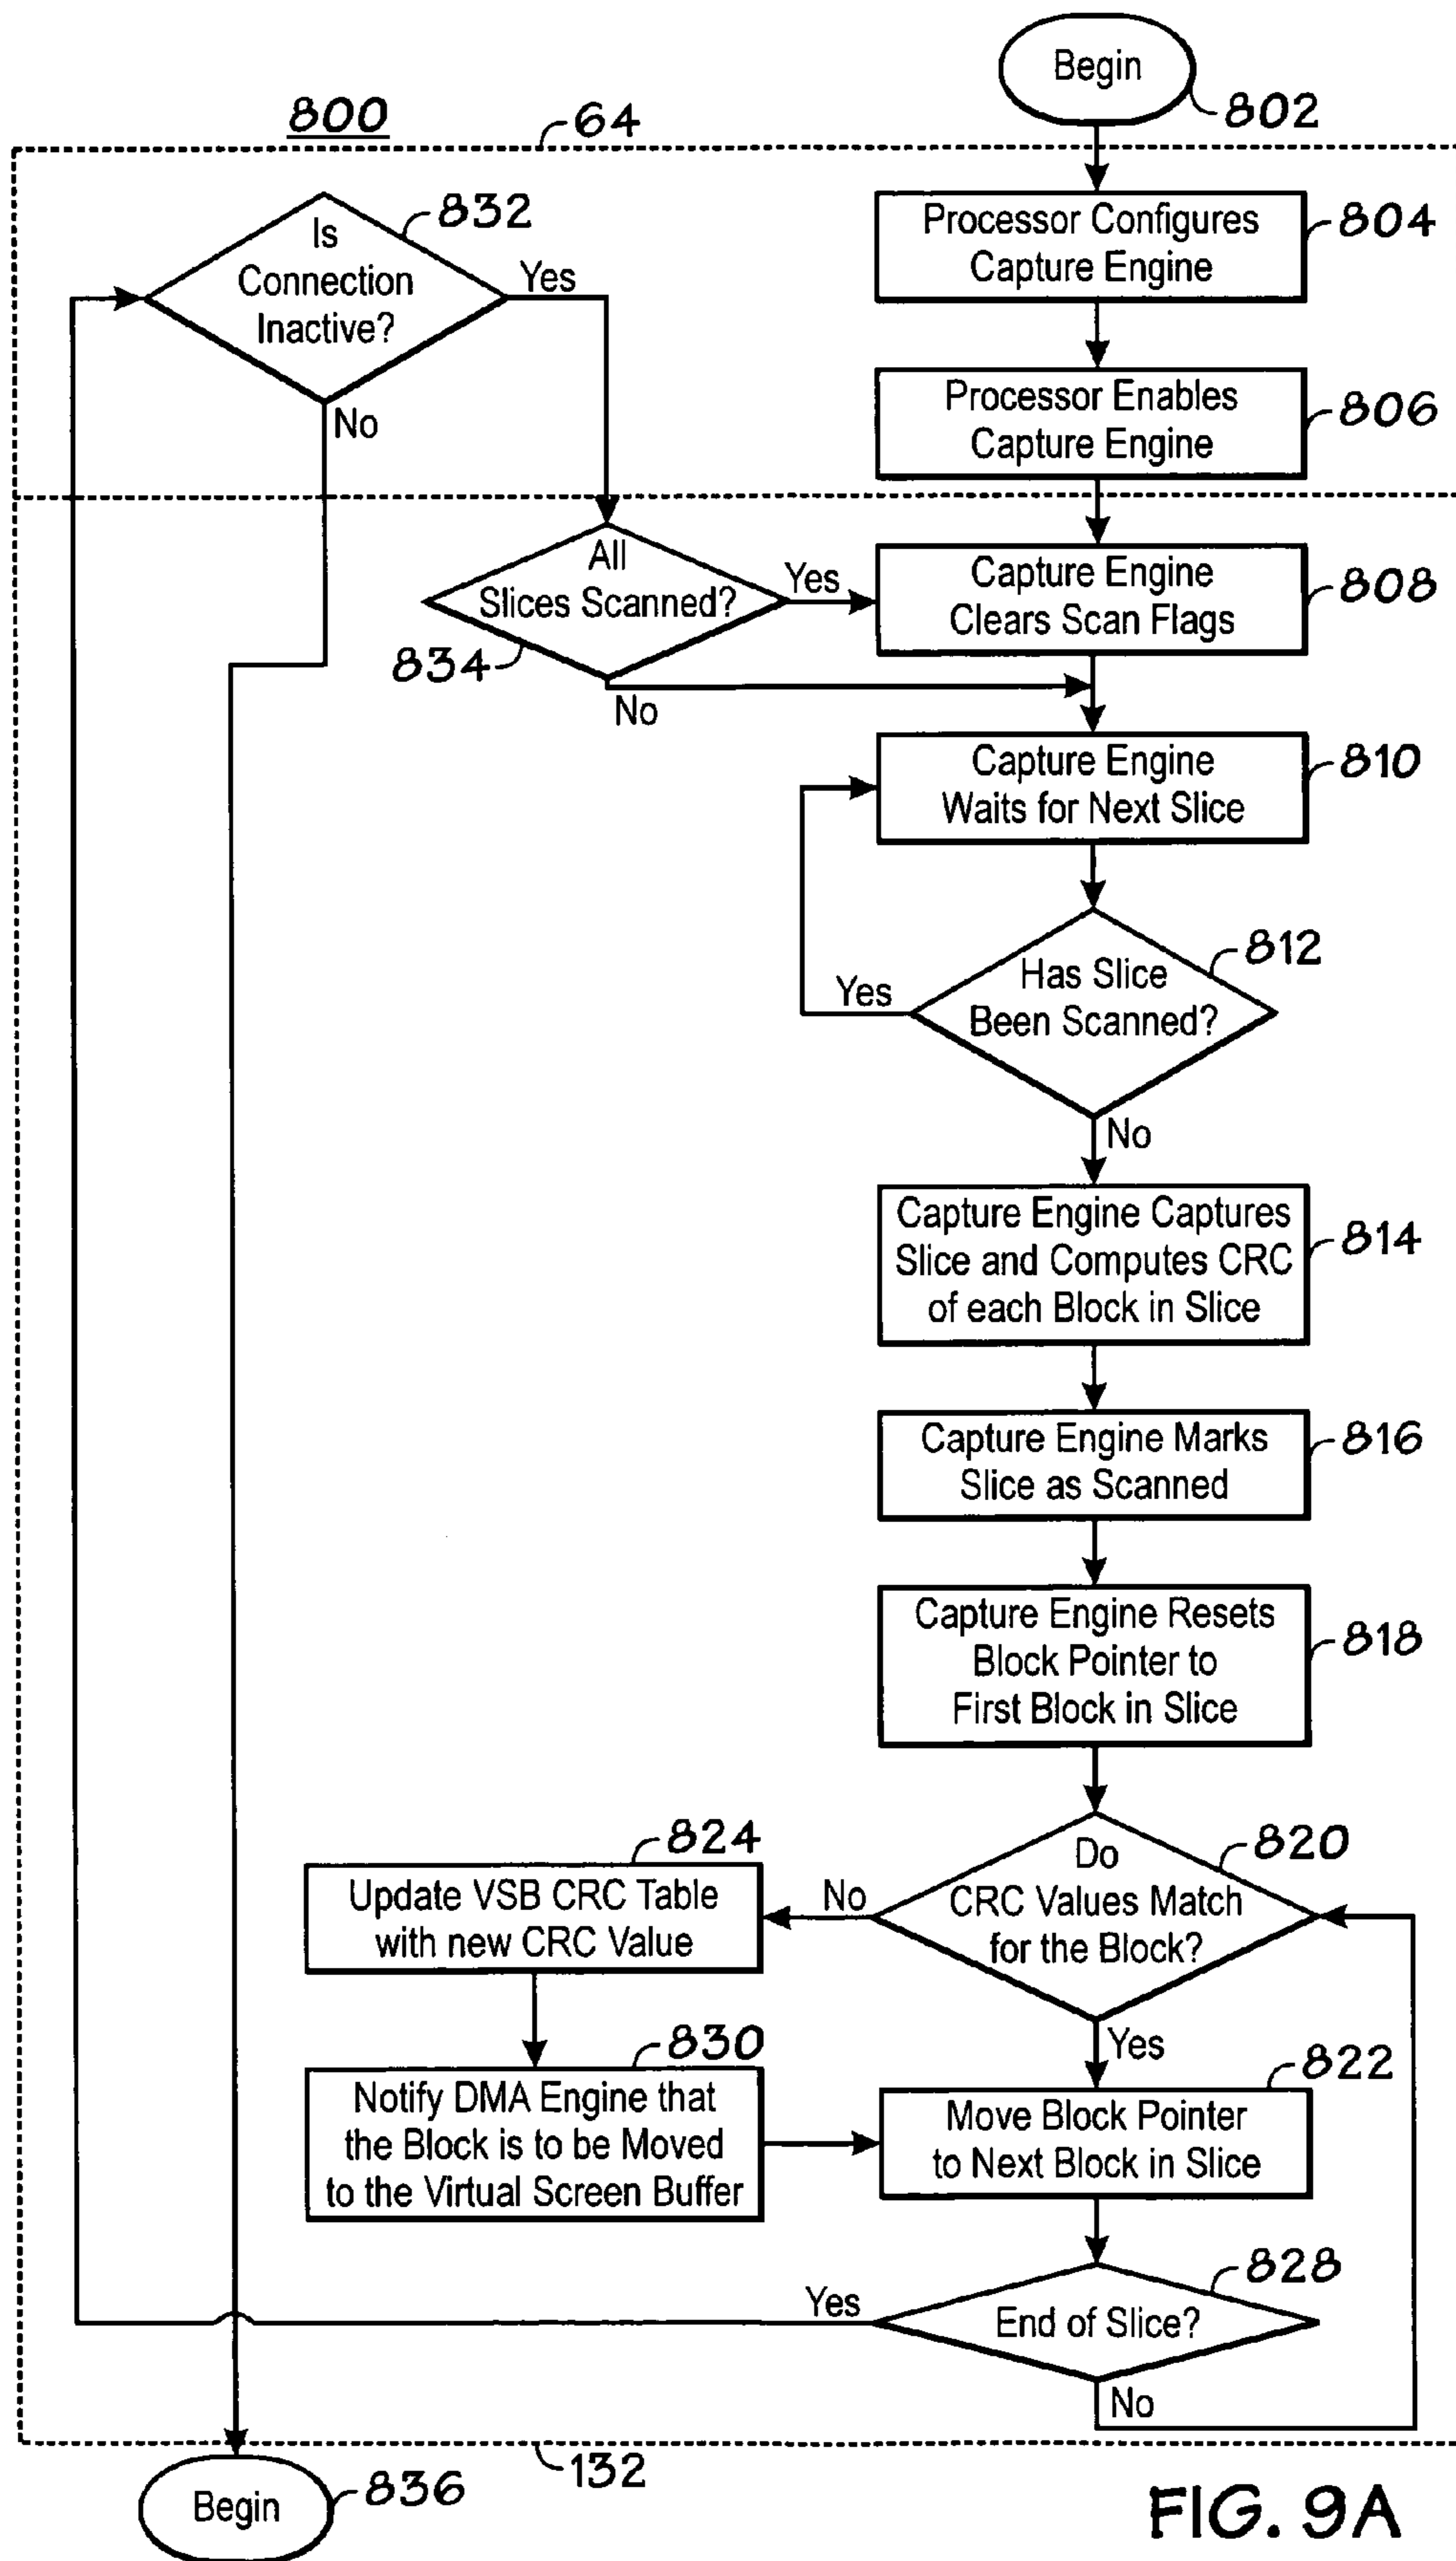 Begin
802
800
64
Is
Connection
Inactive?
832
Yes
No
Processor Configures
Capture Engine
804
Processor Enables
Capture Engine
806
All
Slices Scanned?
834
Yes
No
Capture Engine
Clears Scan Flags
808
Capture Engine
Waits for Next Slice
810
Has Slice
Been Scanned?
812
Yes
No
Capture Engine Captures
Slice and Computes CRC
of each Block in Slice
814
Capture Engine Marks
Slice as Scanned
816
Capture Engine Resets
Block Pointer to
First Block in Slice
818
Do
CRC Values Match
for the Block?
820
No
Yes
Update VSB CRC Table
with new CRC Value
824
Notify DMA Engine that
the Block is to be Moved
to the Virtual Screen Buffer
830
Move Block Pointer
to Next Block in Slice
822
End of Slice?
828
Yes
No
132
Begin
836
FIG. 9A